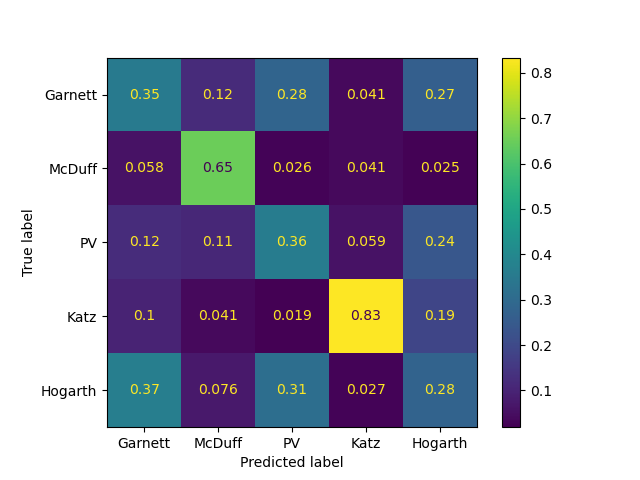 Garnett 0.35 0.12 0.28 0.041 0.27
McDuff 0.058 0.65 0.026 0.041 0.025
PV 0.12 0.11 0.36 0.059 0.24
Katz 0.1 0.041 0.019 0.83 0.19
Hogarth 0.37 0.076 0.31 0.027 0.28
Garnett McDuff PV Katz Hogarth
Predicted label
True label
0.8
0.7
0.6
0.5
0.4
0.3
0.2
0.1